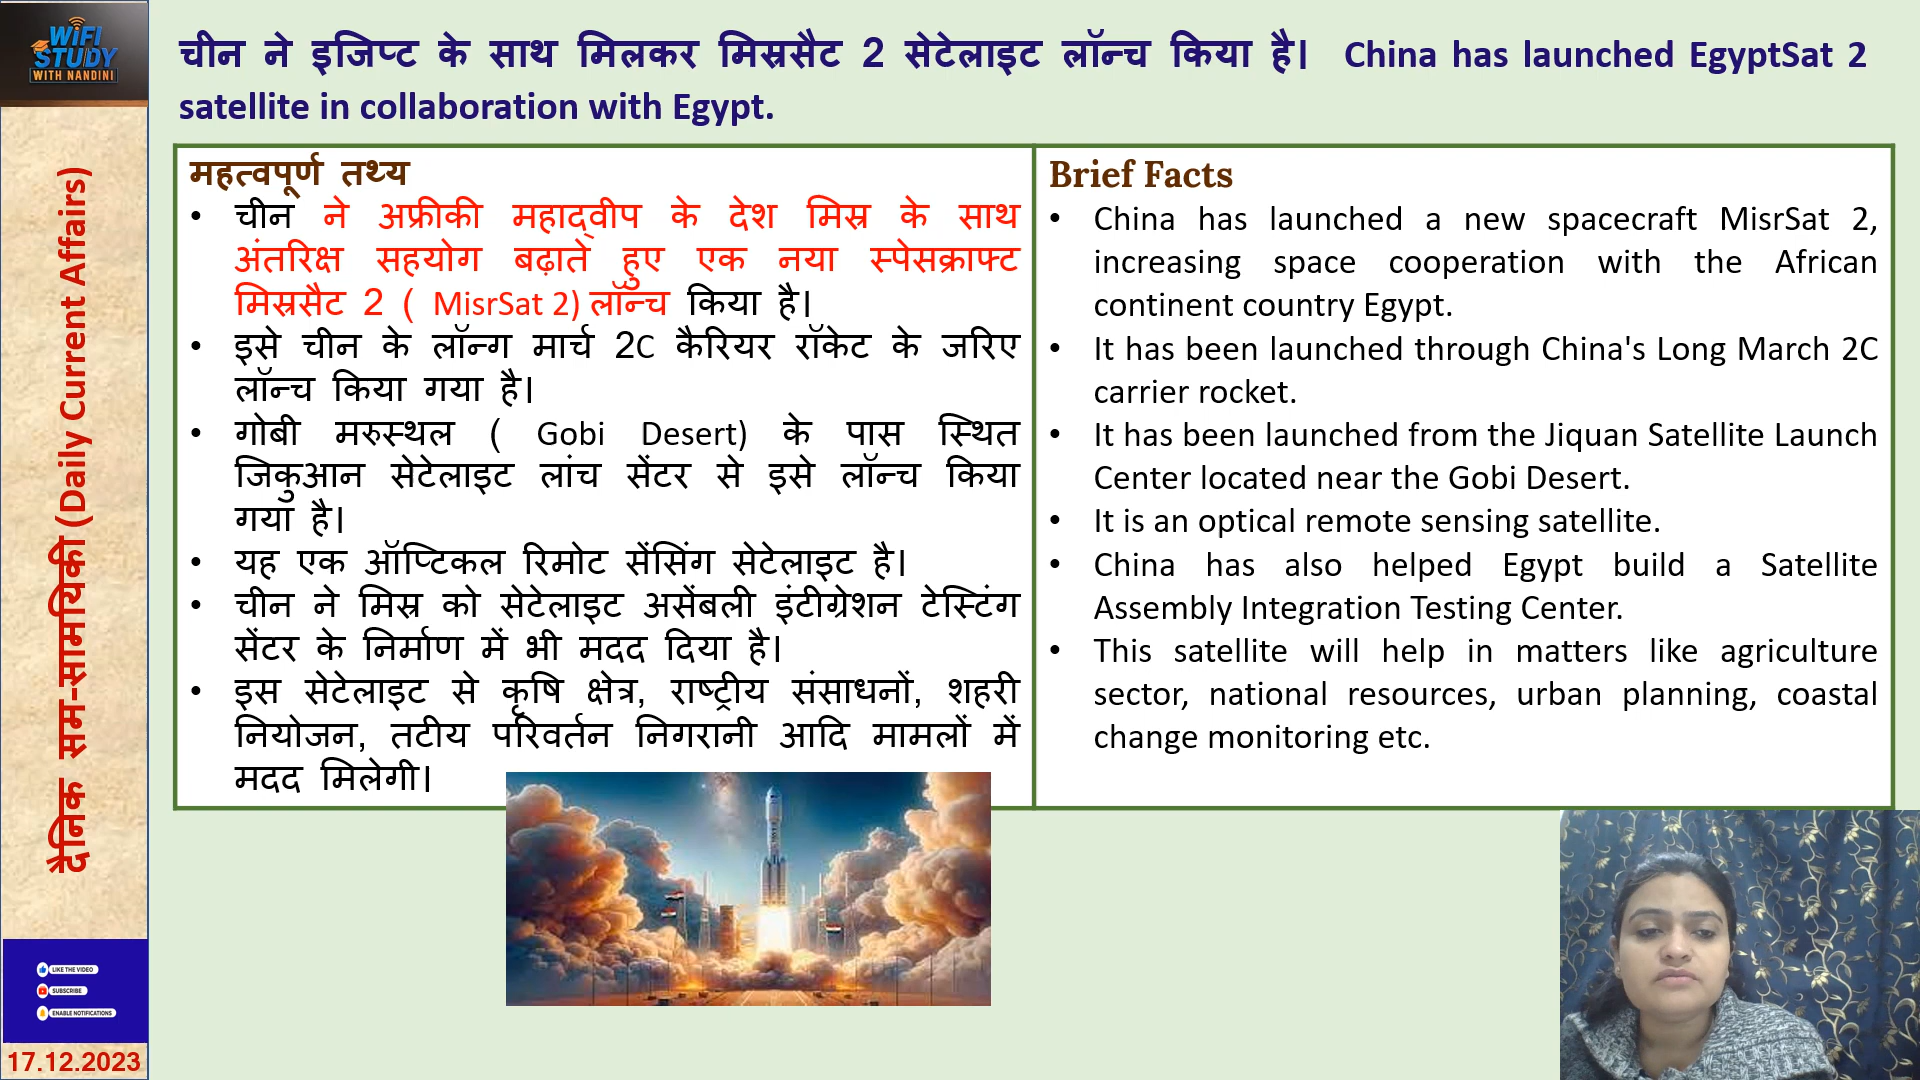 WiFi
STUDY
WITH NANDINI
दैनिक सम-सामयिकी (Daily Current Affairs)
LIKE THE VIDEO
SUBSCRIBE
ENABLE NOTIFICATIONS
17.12.2023
चीन ने इजिप्ट के साथ मिलकर मिस्रसैट 2 सेटेलाइट लॉन्च किया है। China has launched EgyptSat 2
satellite in collaboration with Egypt.
महत्वपूर्ण तथ्य
• चीन ने अफ्रीकी महाद्वीप के देश मिस्र के साथ
अंतरिक्ष सहयोग बढ़ाते हुए एक नया स्पेसक्राफ्ट
मिस्रसैट 2 ( MisrSat 2) लॉन्च किया है।
• इसे चीन के लॉन्ग मार्च 2C कैरियर रॉकेट के जरिए
लॉन्च किया गया है।
• गोबी मरुस्थल ( Gobi Desert) के पास स्थित
जिकुआन सेटेलाइट लांच सेंटर से इसे लॉन्च किया
गया है।
• यह एक ऑप्टिकल रिमोट सेंसिंग सेटेलाइट है।
• चीन ने मिस्र को सेटेलाइट असेंबली इंटीग्रेशन टेस्टिंग
सेंटर के निर्माण में भी मदद दिया है।
• इस सेटेलाइट से कृषि क्षेत्र, राष्ट्रीय संसाधनों, शहरी
नियोजन, तटीय परिवर्तन निगरानी आदि मामलों में
मदद मिलेगी।
Brief Facts
• China has launched a new spacecraft MisrSat 2,
increasing space cooperation with the African
continent country Egypt.
• It has been launched through China's Long March 2C
carrier rocket.
• It has been launched from the Jiquan Satellite Launch
Center located near the Gobi Desert.
• It is an optical remote sensing satellite.
• China has also helped Egypt build a Satellite
Assembly Integration Testing Center.
• This satellite will help in matters like agriculture
sector, national resources, urban planning, coastal
change monitoring etc.